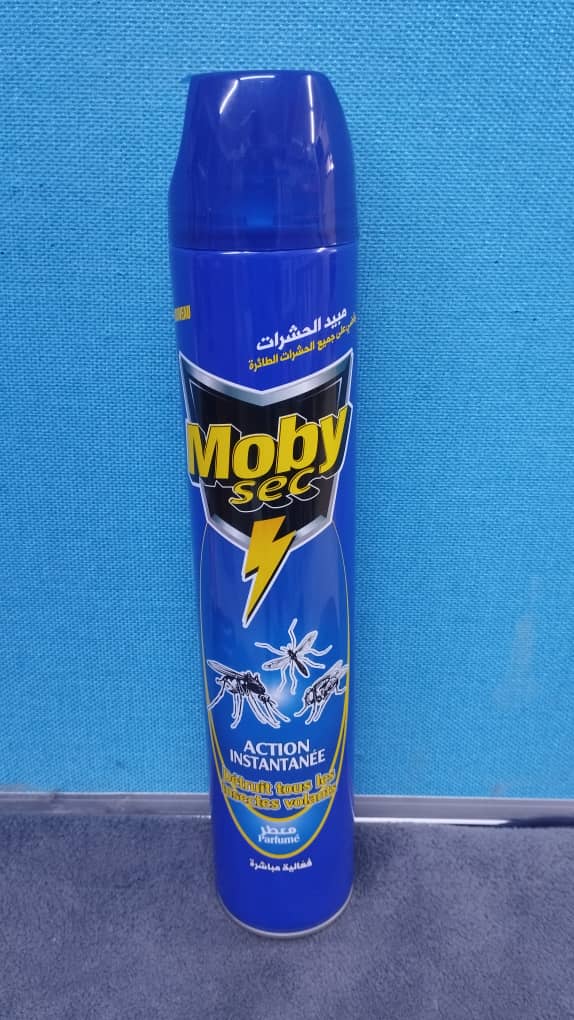 مبيد الحشرات
على جميع الحشرات الطائرة
Moby
sec
ACTION
INSTANTANÉE
Détruit tous les
insectes volants
معطر
Parfumé
فعالية مباشرة